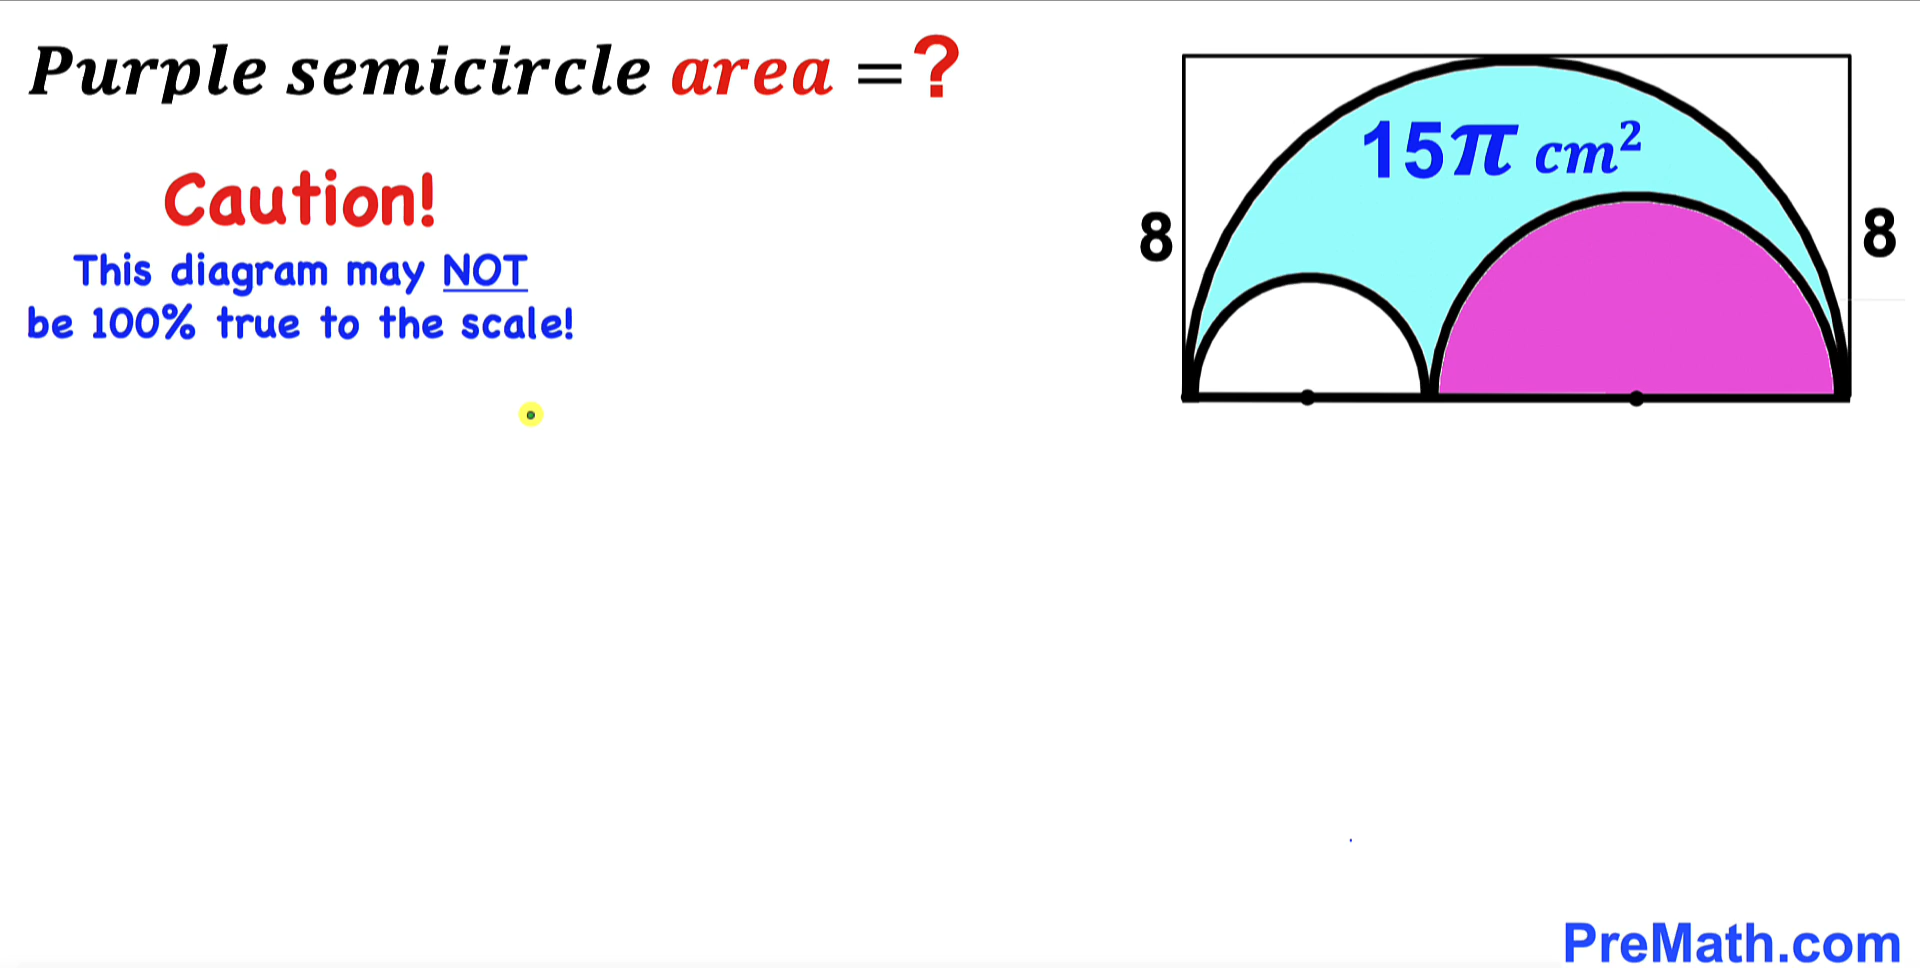 Purple semicircle area =?
Caution!
This diagram may NOT
be 100% true to the scale!
15π cm²
8
8
PreMath.com